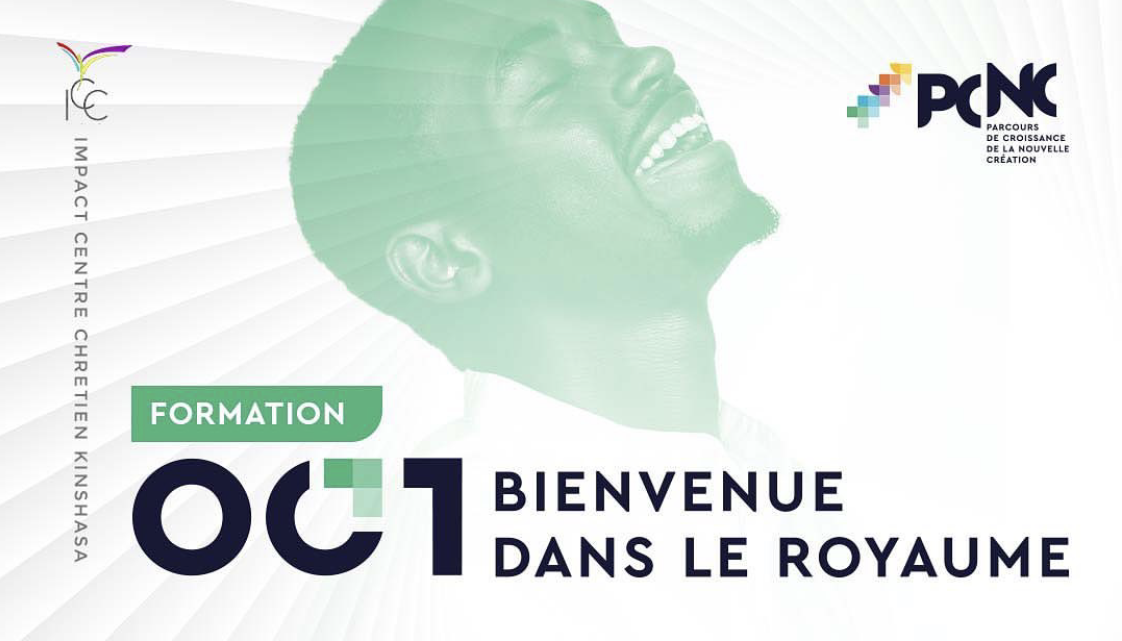 ICC
IMPACT CENTRE CHRETIEN KINSHASA
PCNC
PARCOURS
DE CROISSANCE
DE LA NOUVELLE
CRÉATION
FORMATION
001
BIENVENUE
DANS LE ROYAUME